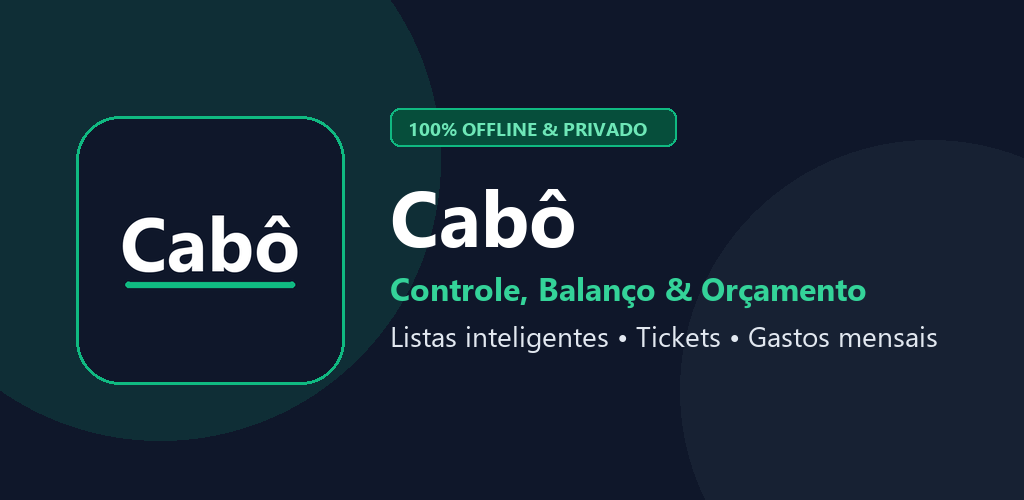 Cabô
100% OFFLINE & PRIVADO
Cabô
Controle, Balanço & Orçamento
Listas inteligentes • Tickets • Gastos mensais